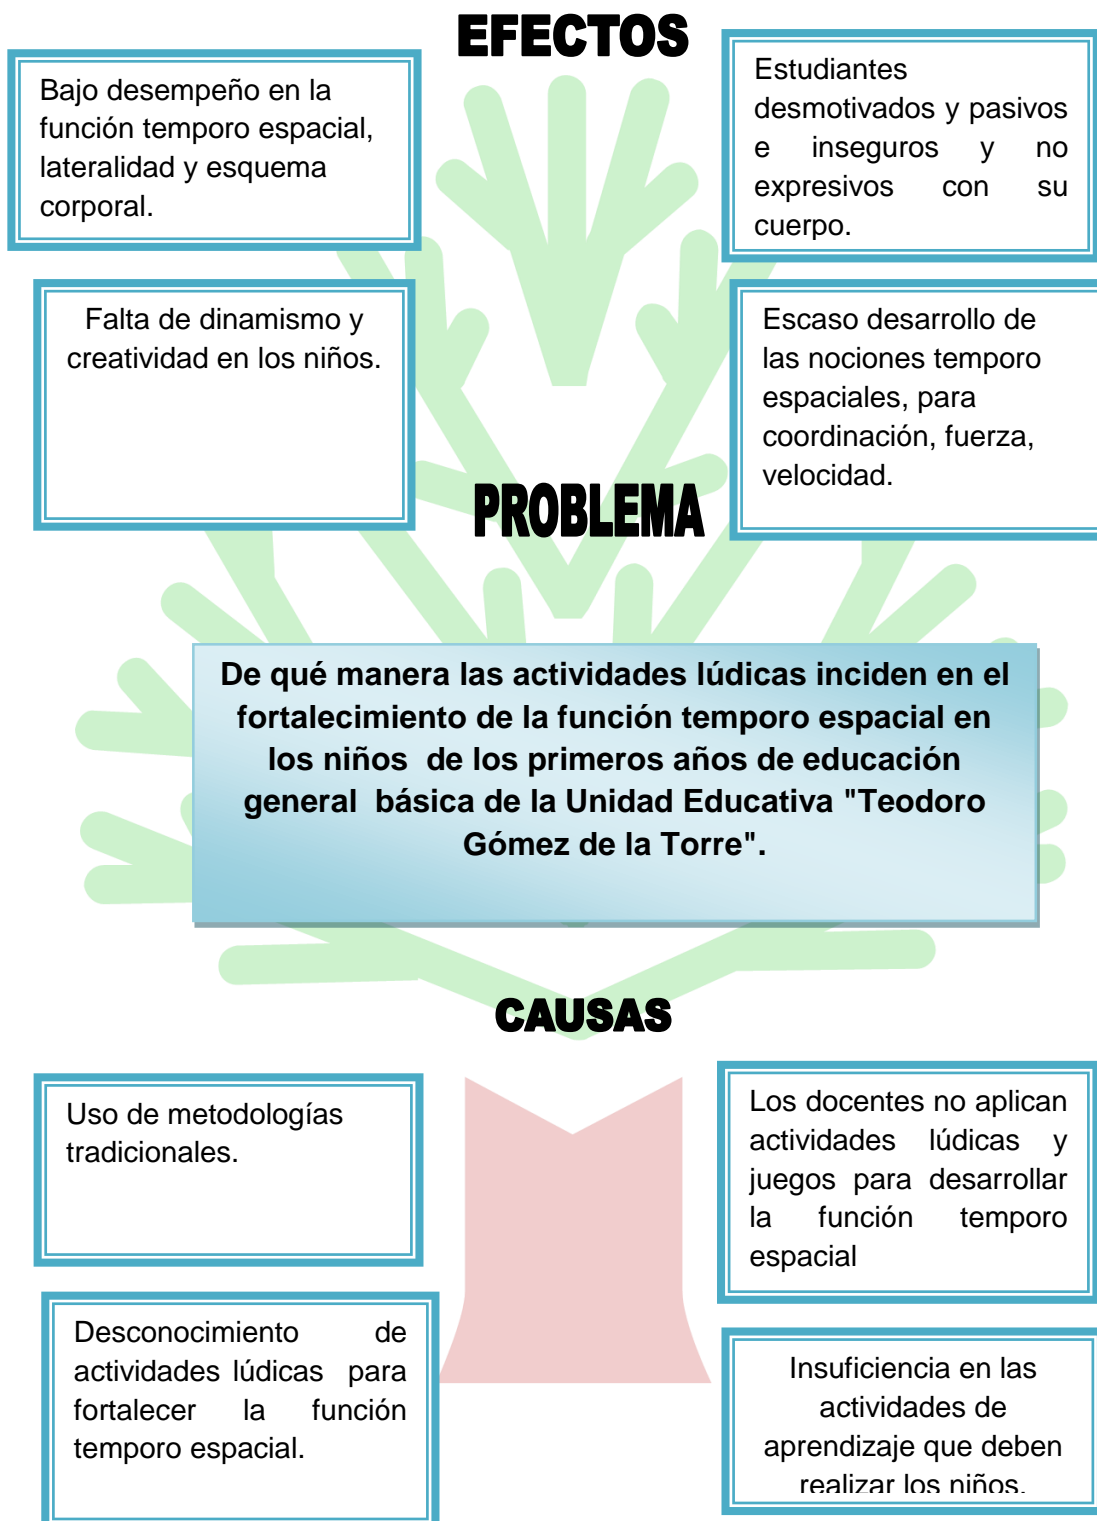 EFECTOS
Bajo desempeño en la
función temporo espacial,
lateralidad y esquema
corporal.
Estudiantes
desmotivados y pasivos
e inseguros y no
expresivos con su
cuerpo.
Falta de dinamismo y
creatividad en los niños.
Escaso desarrollo de
las nociones temporo
espaciales, para
coordinación, fuerza,
velocidad.
PROBLEMA
De qué manera las actividades lúdicas inciden en el
fortalecimiento de la función temporo espacial en
los niños de los primeros años de educación
general básica de la Unidad Educativa "Teodoro
Gómez de la Torre".
CAUSAS
Uso de metodologías
tradicionales.
Los docentes no aplican
actividades lúdicas y
juegos para desarrollar
la función temporo
espacial
Desconocimiento de
actividades lúdicas para
fortalecer la función
temporo espacial.
Insuficiencia en las
actividades de
aprendizaje que deben
realizar los niños.